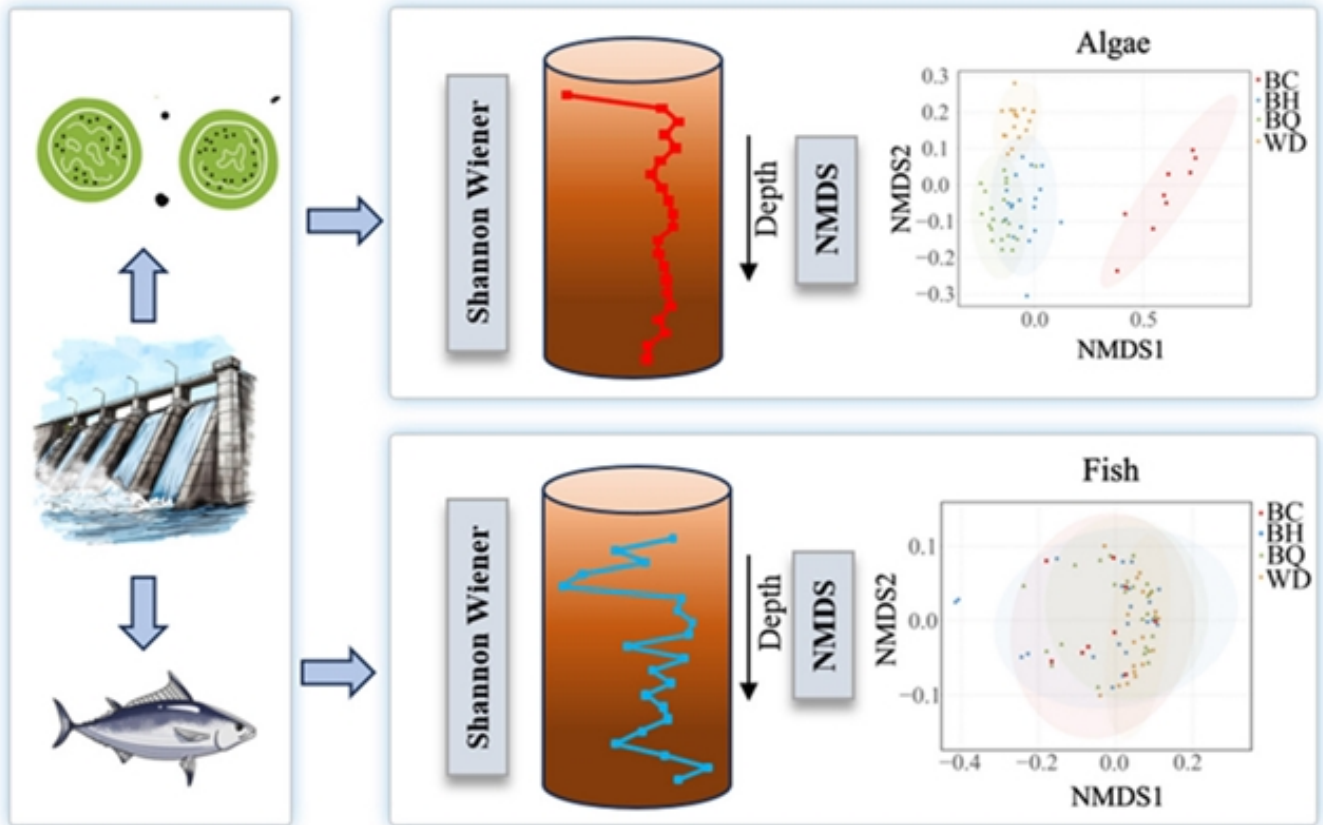 Shannon Wiener
Depth
NMDS
Algae
NMDS2
0.3
0.2
0.1
0.0
−0.1
−0.2
−0.3
0.0
0.5
NMDS1
BC
BH
BQ
WD
Shannon Wiener
Depth
NMDS
Fish
NMDS2
0.1
0.0
−0.1
−0.4
−0.2
0.0
0.2
NMDS1
BC
BH
BQ
WD